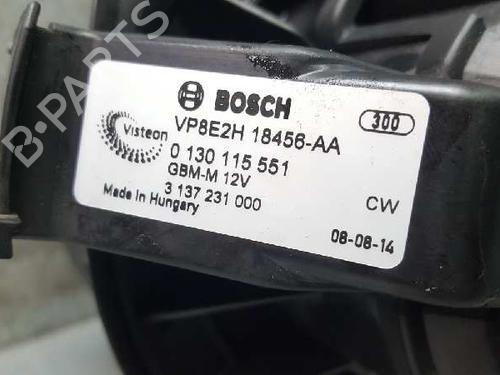 B-PARTS
BOSCH
300
Visteon
VP8E2H 18456-AA
0 130 115 551
GBM-M 12V
3 137 231 000
CW
Made in Hungary
08-08-14